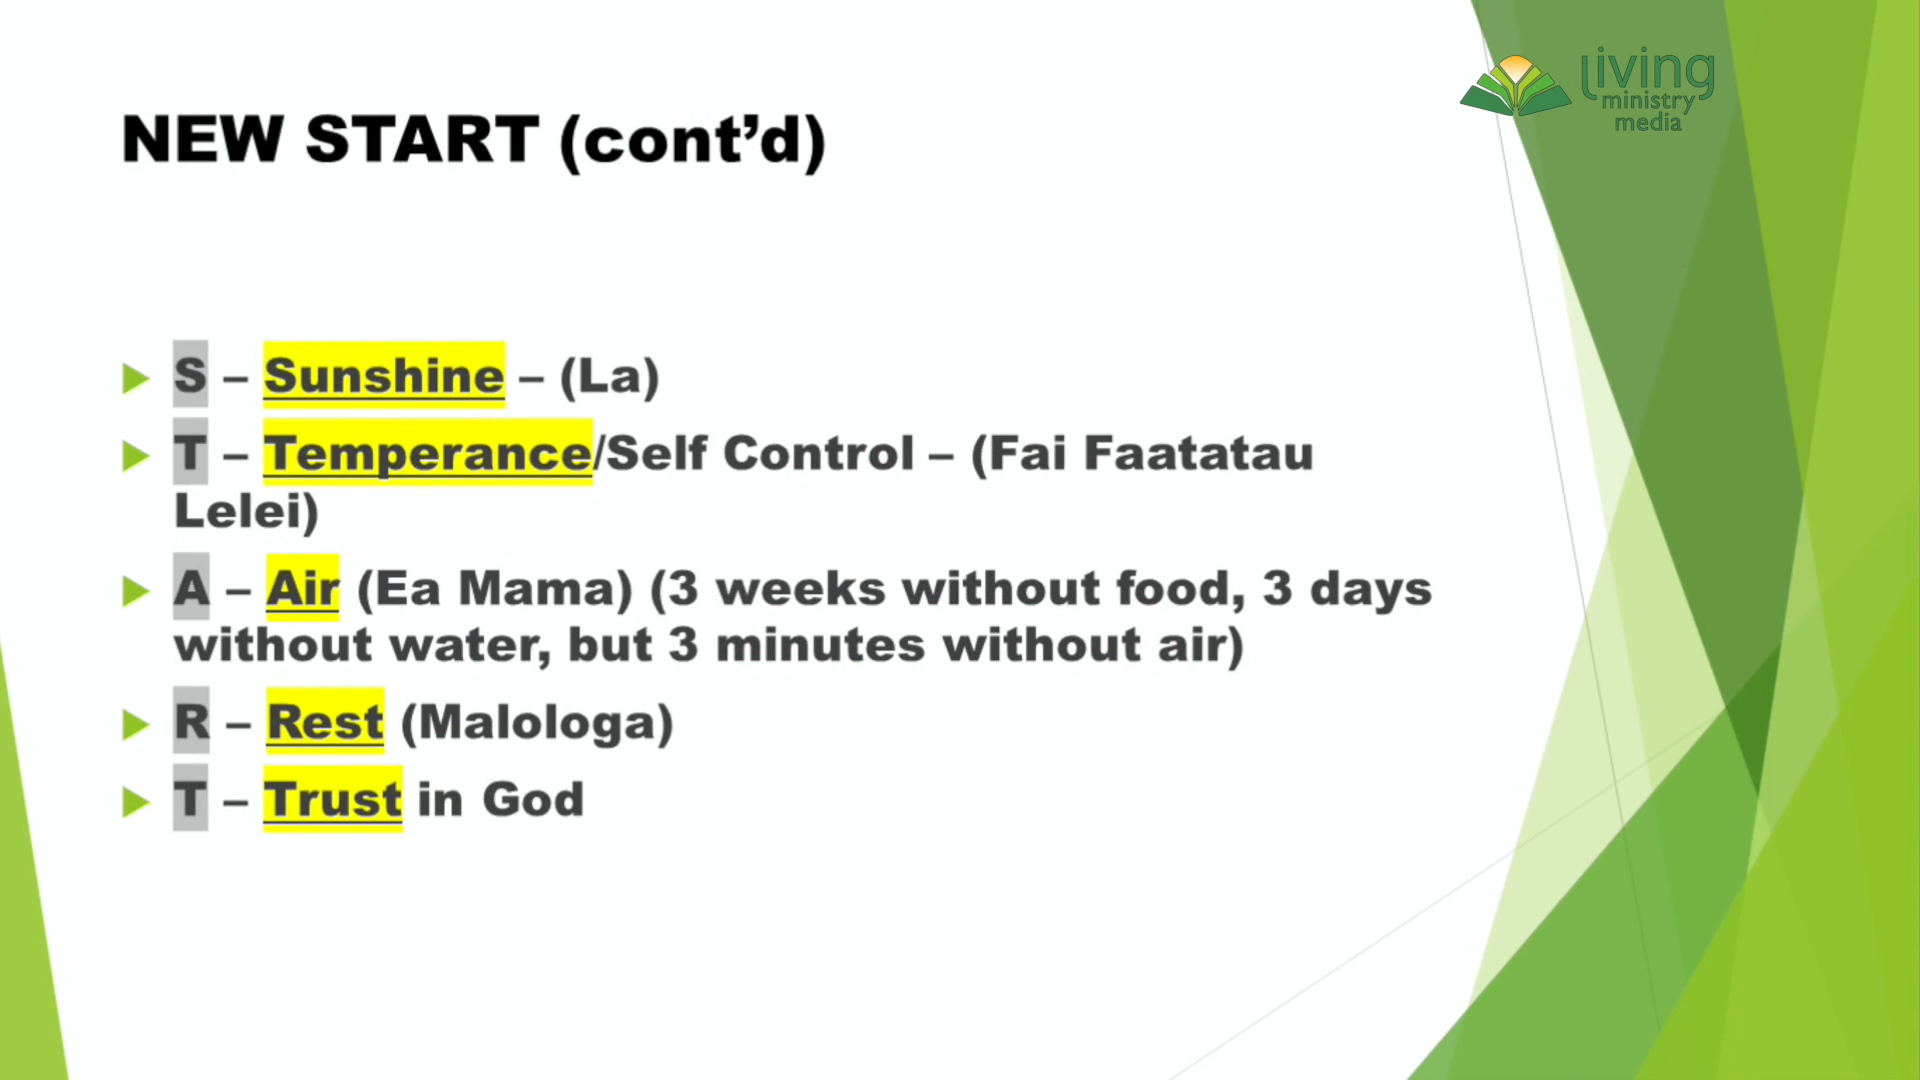 living
ministry
media
NEW START (cont’d)
S – Sunshine – (La)
T – Temperance/Self Control – (Fai Faatatau
Lelei)
A – Air (Ea Mama) (3 weeks without food, 3 days
without water, but 3 minutes without air)
R – Rest (Malologa)
T – Trust in God